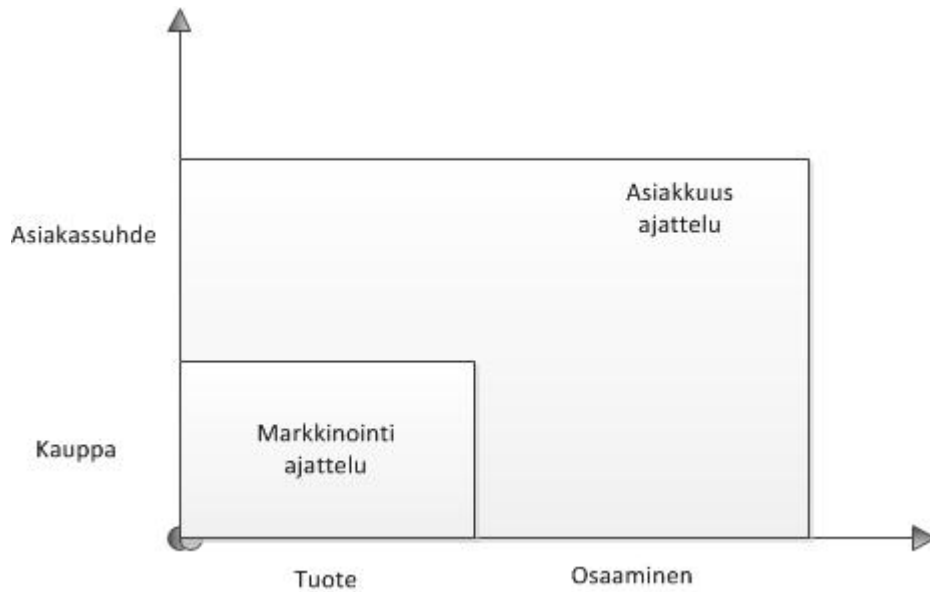 Asiakkuus
ajattelu
Asiakassuhde
Markkinointi
ajattelu
Kauppa
Tuote
Osaaminen